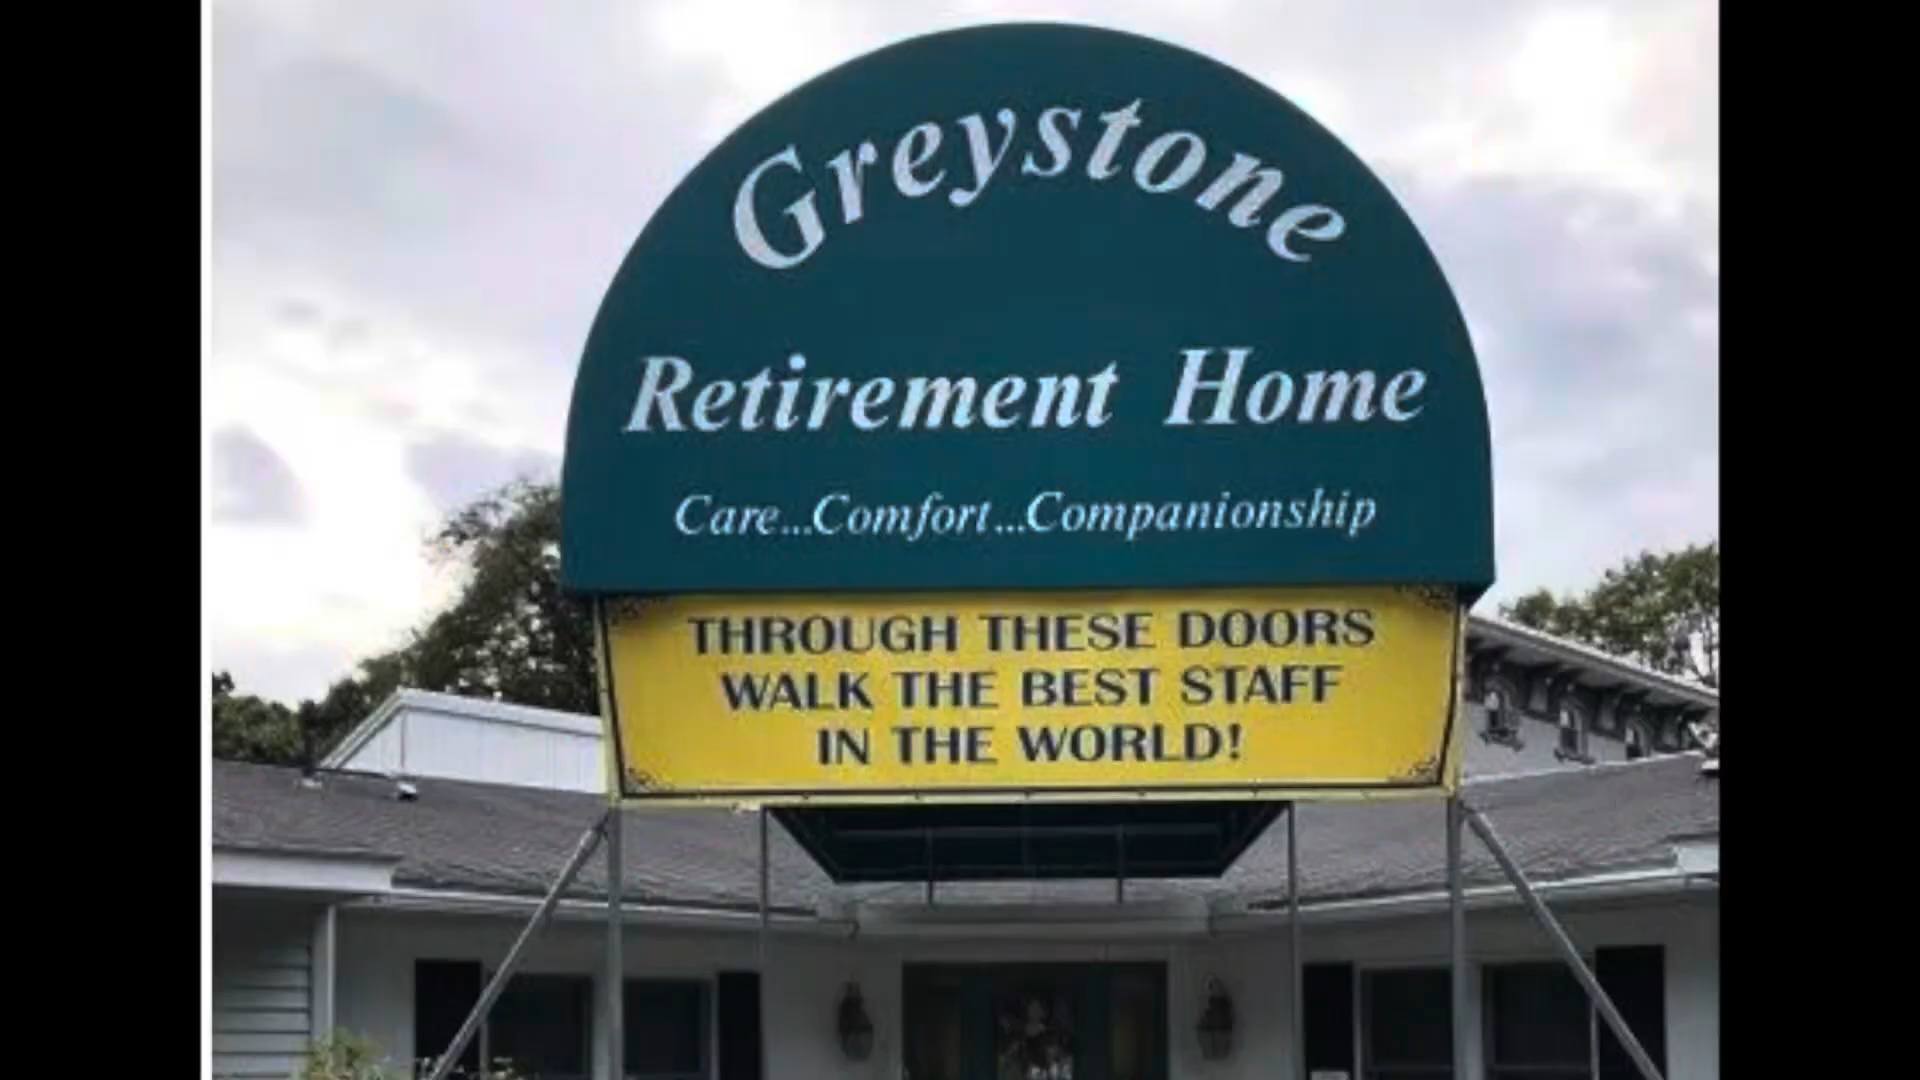 Greystone
Retirement Home
Care...Comfort...Companionship
THROUGH THESE DOORS
WALK THE BEST STAFF
IN THE WORLD!